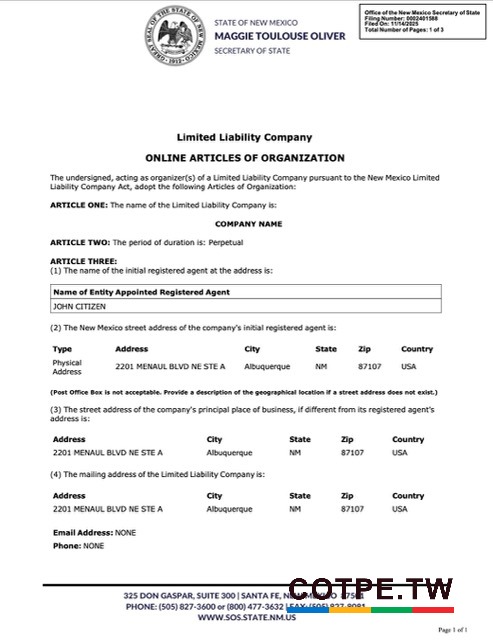 Office of the New Mexico Secretary of State
Filing Number: 0002401588
Filed On: 11/14/2025
Total Number of Pages: 1 of 3
STATE OF NEW MEXICO
MAGGIE TOULOUSE OLIVER
SECRETARY OF STATE
Limited Liability Company
ONLINE ARTICLES OF ORGANIZATION
The undersigned, acting as organizer(s) of a Limited Liability Company pursuant to the New Mexico Limited
Liability Company Act, adopt the following Articles of Organization:
ARTICLE ONE: The name of the Limited Liability Company is:
COMPANY NAME
ARTICLE TWO: The period of duration is: Perpetual
ARTICLE THREE:
(1) The name of the initial registered agent at the address is:
Name of Entity Appointed Registered Agent
JOHN CITIZEN
(2) The New Mexico street address of the company's initial registered agent is:
Type Address City State Zip Country
Physical Address 2201 MENAUL BLVD NE STE A Albuquerque NM 87107 USA
(Post Office Box is not acceptable. Provide a description of the geographical location if a street address does not exist.)
(3) The street address of the company's principal place of business, if different from its registered agent's
address is:
Address City State Zip Country
2201 MENAUL BLVD NE STE A Albuquerque NM 87107 USA
(4) The mailing address of the Limited Liability Company is:
Address City State Zip Country
2201 MENAUL BLVD NE STE A Albuquerque NM 87107 USA
Email Address: NONE
Phone: NONE
325 DON GASPAR, SUITE 300 | SANTA FE, NEW MEXICO 87501
PHONE: (505) 827-3600 or (800) 477-3632 | FAX: (505) 827-8081
WWW.SOS.STATE.NM.US
COTPE.TW
Page 1 of 1